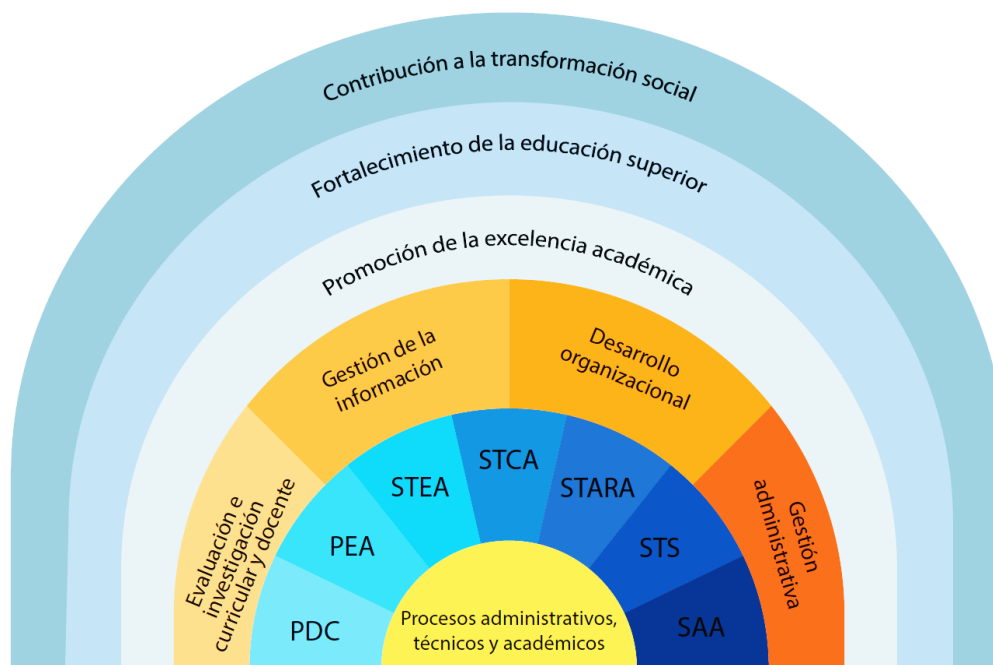 Contribución a la transformación social
Fortalecimiento de la educación superior
Promoción de la excelencia académica
Gestión de la
información
Desarrollo
organizacional
Evaluación e
investigación
curricular y docente
Gestión
administrativa
PDC
PEA
STEA
STCA
STARA
STS
SAA
Procesos administrativos,
técnicos y académicos